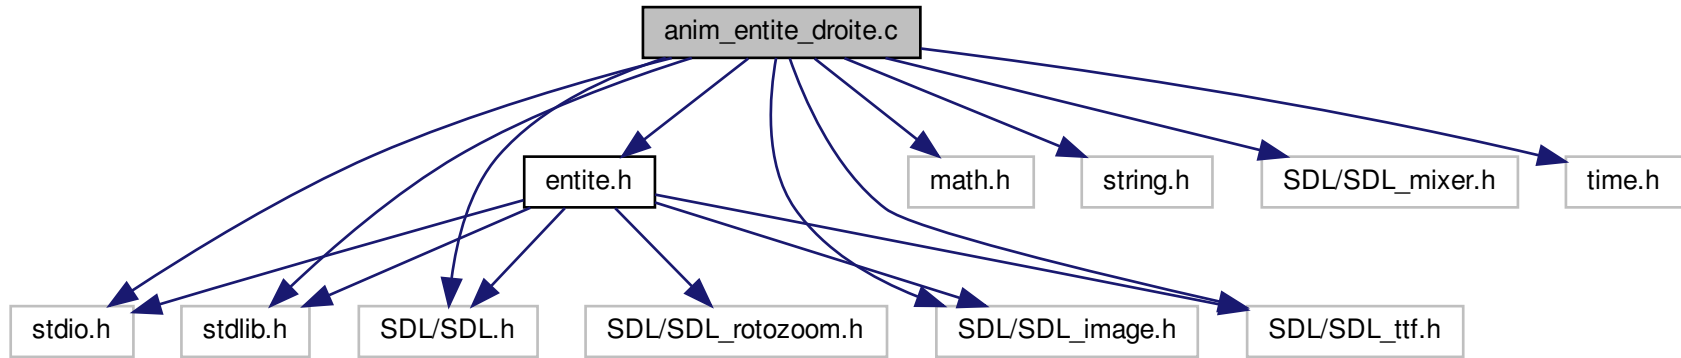 anim_entite_droite.c
entite.h
math.h
string.h
SDL/SDL_mixer.h
time.h
stdio.h
stdlib.h
SDL/SDL.h
SDL/SDL_rotozoom.h
SDL/SDL_image.h
SDL/SDL_ttf.h